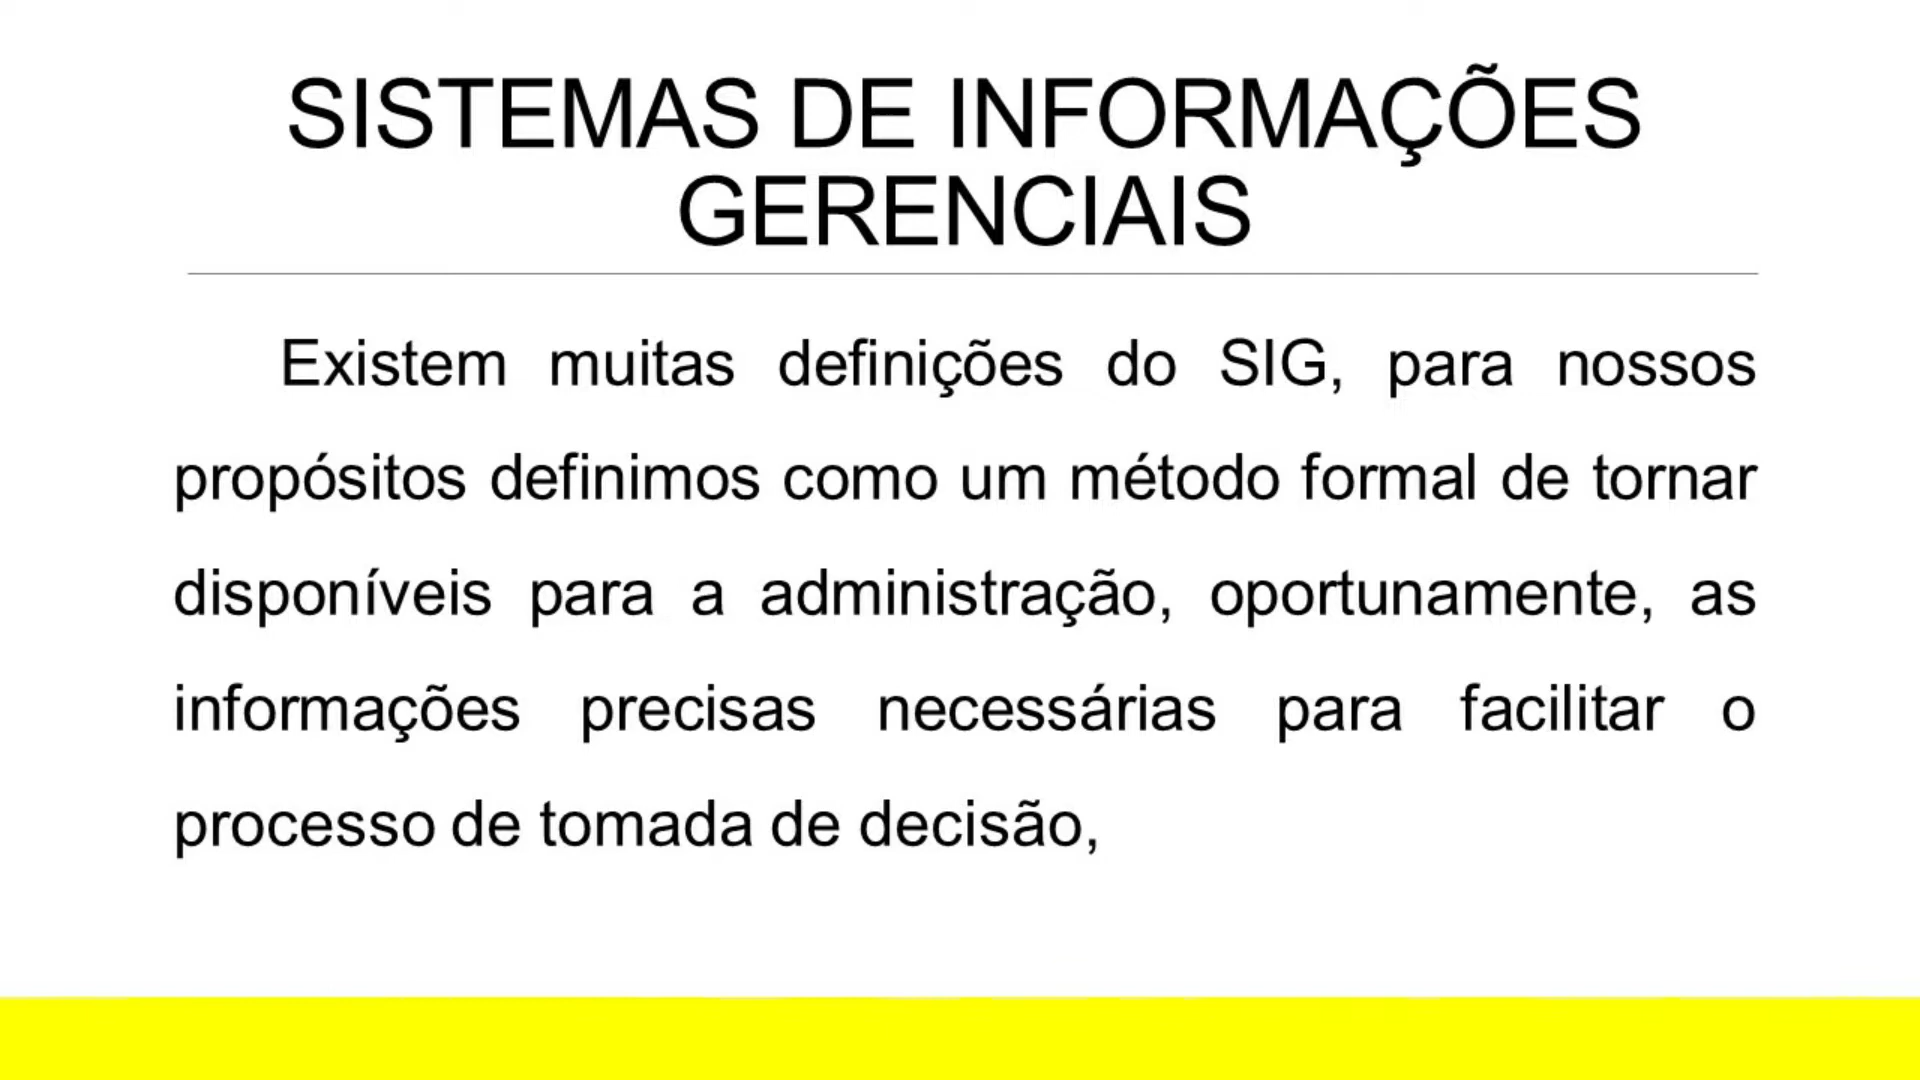 SISTEMAS DE INFORMAÇÕES
GERENCIAIS
Existem muitas definições do SIG, para nossos
propósitos definimos como um método formal de tornar
disponíveis para a administração, oportunamente, as
informações precisas necessárias para facilitar o
processo de tomada de decisão,